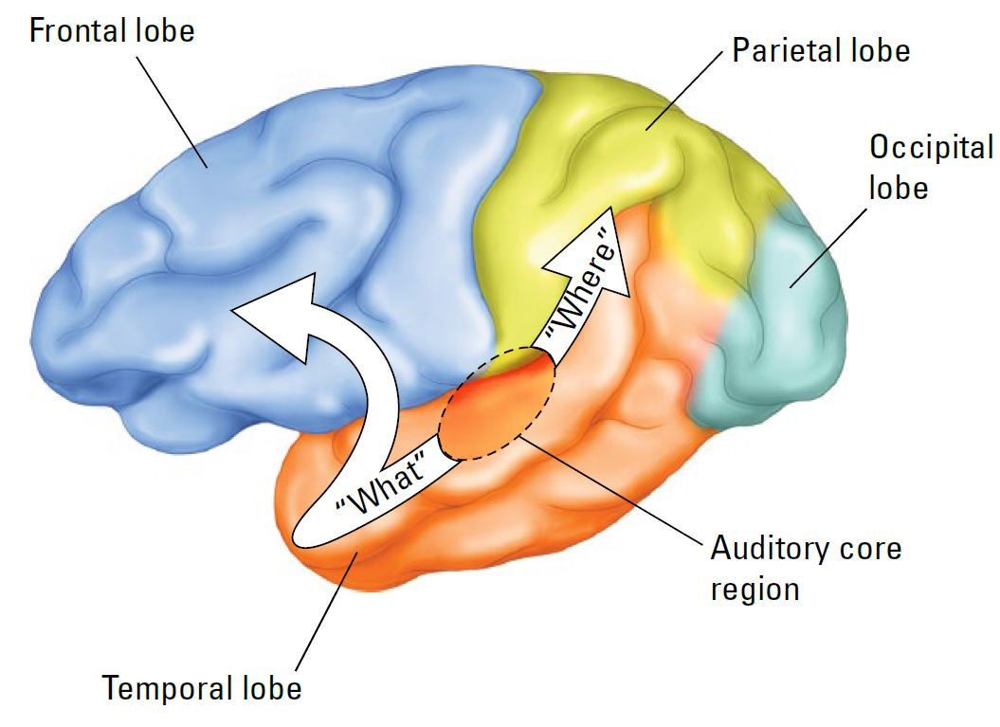 Frontal lobe
Parietal lobe
Occipital
lobe
“Where”
“What”
Auditory core
region
Temporal lobe